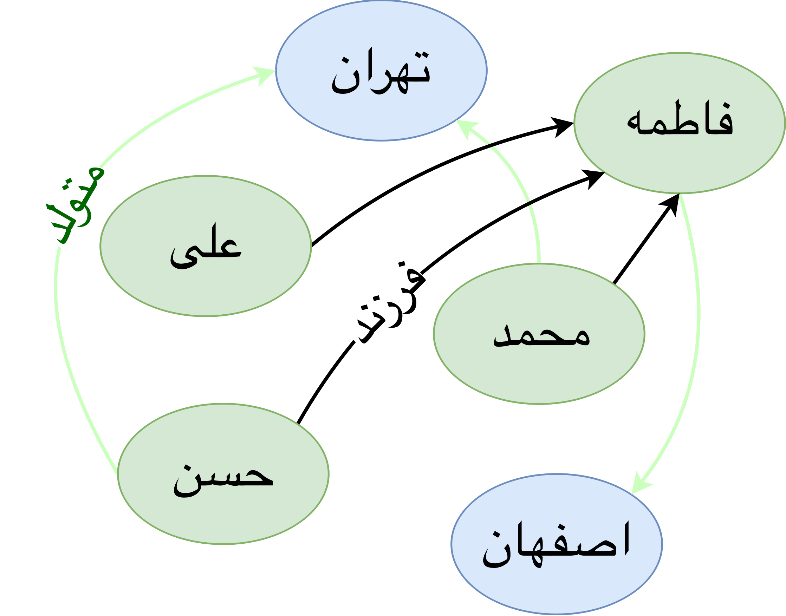 تهران
فاطمه
متولد
علی
فرزند
محمد
حسن
اصفهان